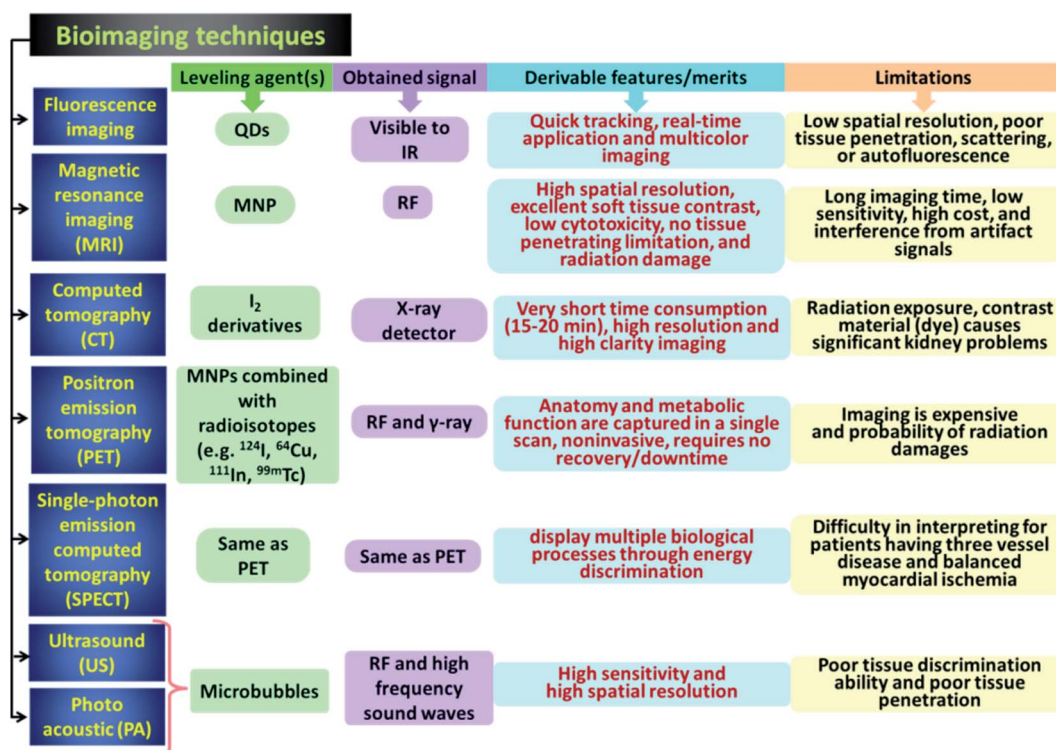 Bioimaging techniques
Leveling agent(s)
Obtained signal
Derivable features/merits
Limitations
Fluorescence
imaging
QDs
Visible to
IR
Quick tracking, real-time
application and multicolor
imaging
Low spatial resolution, poor
tissue penetration, scattering,
or autofluorescence
Magnetic
resonance
imaging
(MRI)
MNP
RF
High spatial resolution,
excellent soft tissue contrast,
low cytotoxicity, no tissue
penetrating limitation, and
radiation damage
Long imaging time, low
sensitivity, high cost, and
interference from artifact
signals
Computed
tomography
(CT)
I₂
derivatives
X-ray
detector
Very short time consumption
(15-20 min), high resolution and
high clarity imaging
Radiation exposure, contrast
material (dye) causes
significant kidney problems
Positron
emission
tomography
(PET)
MNPs combined
with
radioisotopes
(e.g. ¹²⁴I, ⁶⁴Cu,
¹¹¹In, ⁹⁹ᵐTc)
RF and γ-ray
Anatomy and metabolic
function are captured in a single
scan, noninvasive, requires no
recovery/downtime
Imaging is expensive
and probability of radiation
damages
Single-photon
emission
computed
tomography
(SPECT)
Same as
PET
Same as PET
display multiple biological
processes through energy
discrimination
Difficulty in interpreting for
patients having three vessel
disease and balanced
myocardial ischemia
Ultrasound
(US)
Photo
acoustic (PA)
Microbubbles
RF and high
frequency
sound waves
High sensitivity and
high spatial resolution
Poor tissue discrimination
ability and poor tissue
penetration